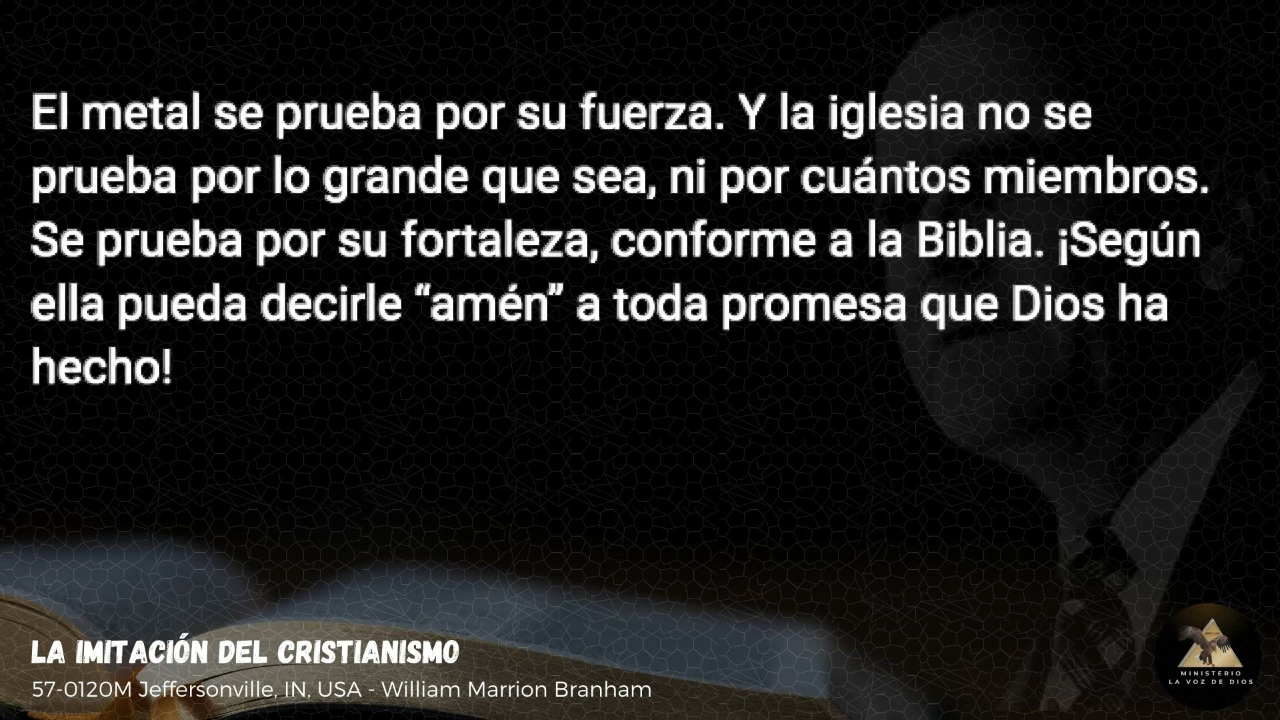 El metal se prueba por su fuerza. Y la iglesia no se
prueba por lo grande que sea, ni por cuántos miembros.
Se prueba por su fortaleza, conforme a la Biblia. ¡Según
ella pueda decirle “amén” a toda promesa que Dios ha
hecho!
LA IMITACIÓN DEL CRISTIANISMO
57-0120M Jeffersonville, IN, USA - William Marrion Branham
MINISTERIO
LA VOZ DE DIOS